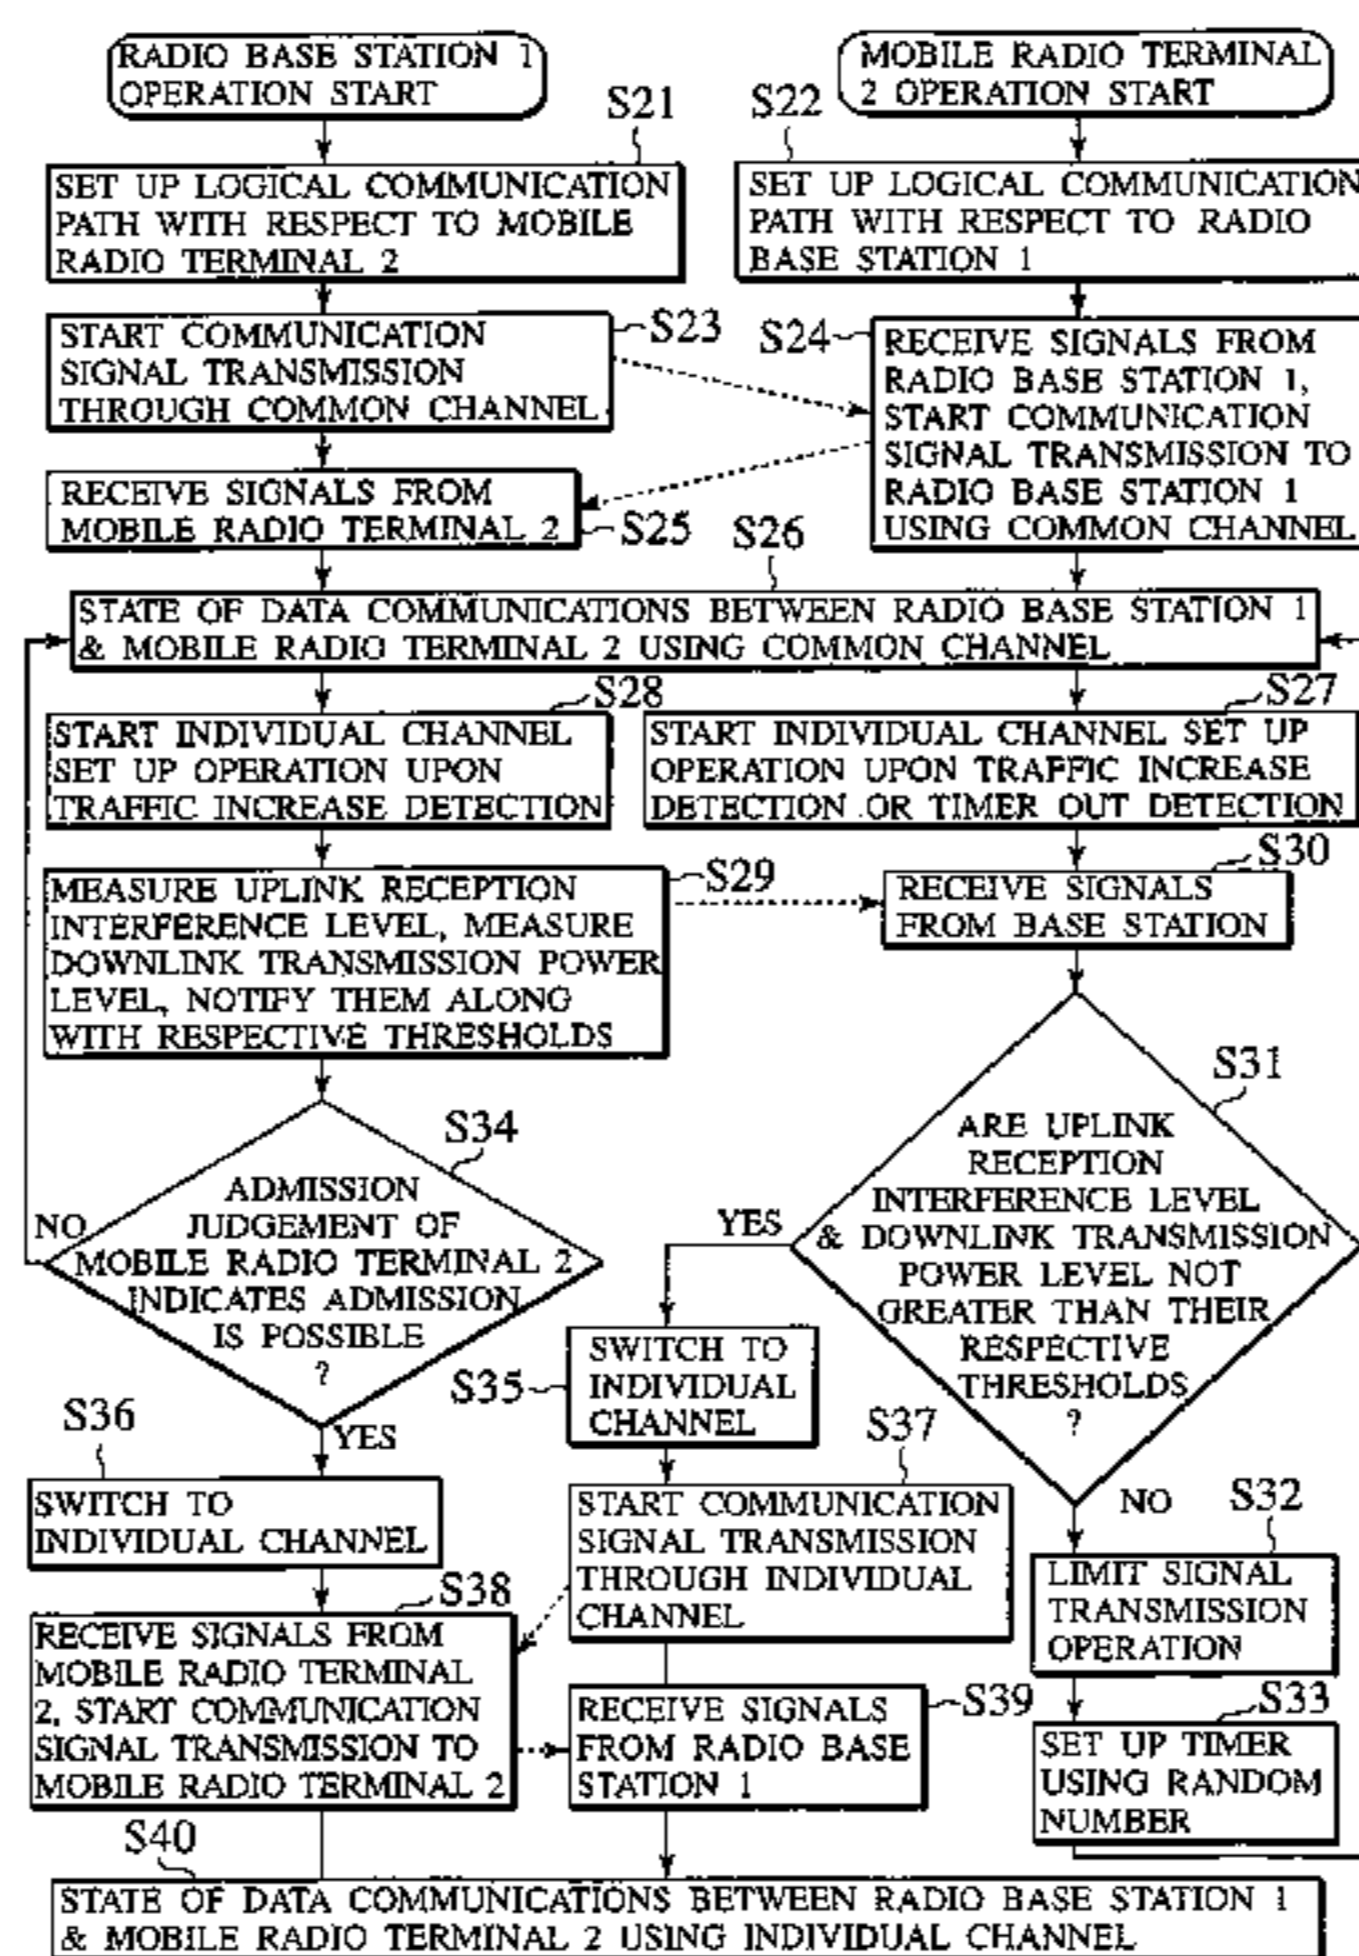 RADIO BASE STATION 1
OPERATION START
MOBILE RADIO TERMINAL
2 OPERATION START
S21
S22
SET UP LOGICAL COMMUNICATION
PATH WITH RESPECT TO MOBILE
RADIO TERMINAL 2
SET UP LOGICAL COMMUNICATION
PATH WITH RESPECT TO RADIO
BASE STATION 1
START COMMUNICATION
SIGNAL TRANSMISSION
THROUGH COMMON CHANNEL
S23
S24
RECEIVE SIGNALS FROM
RADIO BASE STATION 1,
START COMMUNICATION
SIGNAL TRANSMISSION TO
RADIO BASE STATION 1
USING COMMON CHANNEL
RECEIVE SIGNALS FROM
MOBILE RADIO TERMINAL 2
S25
S26
STATE OF DATA COMMUNICATIONS BETWEEN RADIO BASE STATION 1
& MOBILE RADIO TERMINAL 2 USING COMMON CHANNEL
S28
S27
START INDIVIDUAL CHANNEL
SET UP OPERATION UPON
TRAFFIC INCREASE DETECTION
START INDIVIDUAL CHANNEL SET UP
OPERATION UPON TRAFFIC INCREASE
DETECTION OR TIMER OUT DETECTION
MEASURE UPLINK RECEPTION
INTERFERENCE LEVEL, MEASURE
DOWNLINK TRANSMISSION POWER
LEVEL, NOTIFY THEM ALONG
WITH RESPECTIVE THRESHOLDS
S29
S30
RECEIVE SIGNALS
FROM BASE STATION
S34
ADMISSION
JUDGEMENT OF
MOBILE RADIO TERMINAL 2
INDICATES ADMISSION
IS POSSIBLE
?
NO
YES
S31
ARE UPLINK
RECEPTION
INTERFERENCE LEVEL
& DOWNLINK TRANSMISSION
POWER LEVEL NOT
GREATER THAN THEIR
RESPECTIVE
THRESHOLDS
?
YES
NO
S35
SWITCH TO
INDIVIDUAL
CHANNEL
S36
SWITCH TO
INDIVIDUAL CHANNEL
S37
START COMMUNICATION
SIGNAL TRANSMISSION
THROUGH INDIVIDUAL
CHANNEL
S32
LIMIT SIGNAL
TRANSMISSION
OPERATION
S38
RECEIVE SIGNALS FROM
MOBILE RADIO TERMINAL
2, START COMMUNICATION
SIGNAL TRANSMISSION TO
MOBILE RADIO TERMINAL 2
S39
RECEIVE SIGNALS
FROM RADIO BASE
STATION 1
S33
SET UP TIMER
USING RANDOM
NUMBER
S40
STATE OF DATA COMMUNICATIONS BETWEEN RADIO BASE STATION 1
& MOBILE RADIO TERMINAL 2 USING INDIVIDUAL CHANNEL